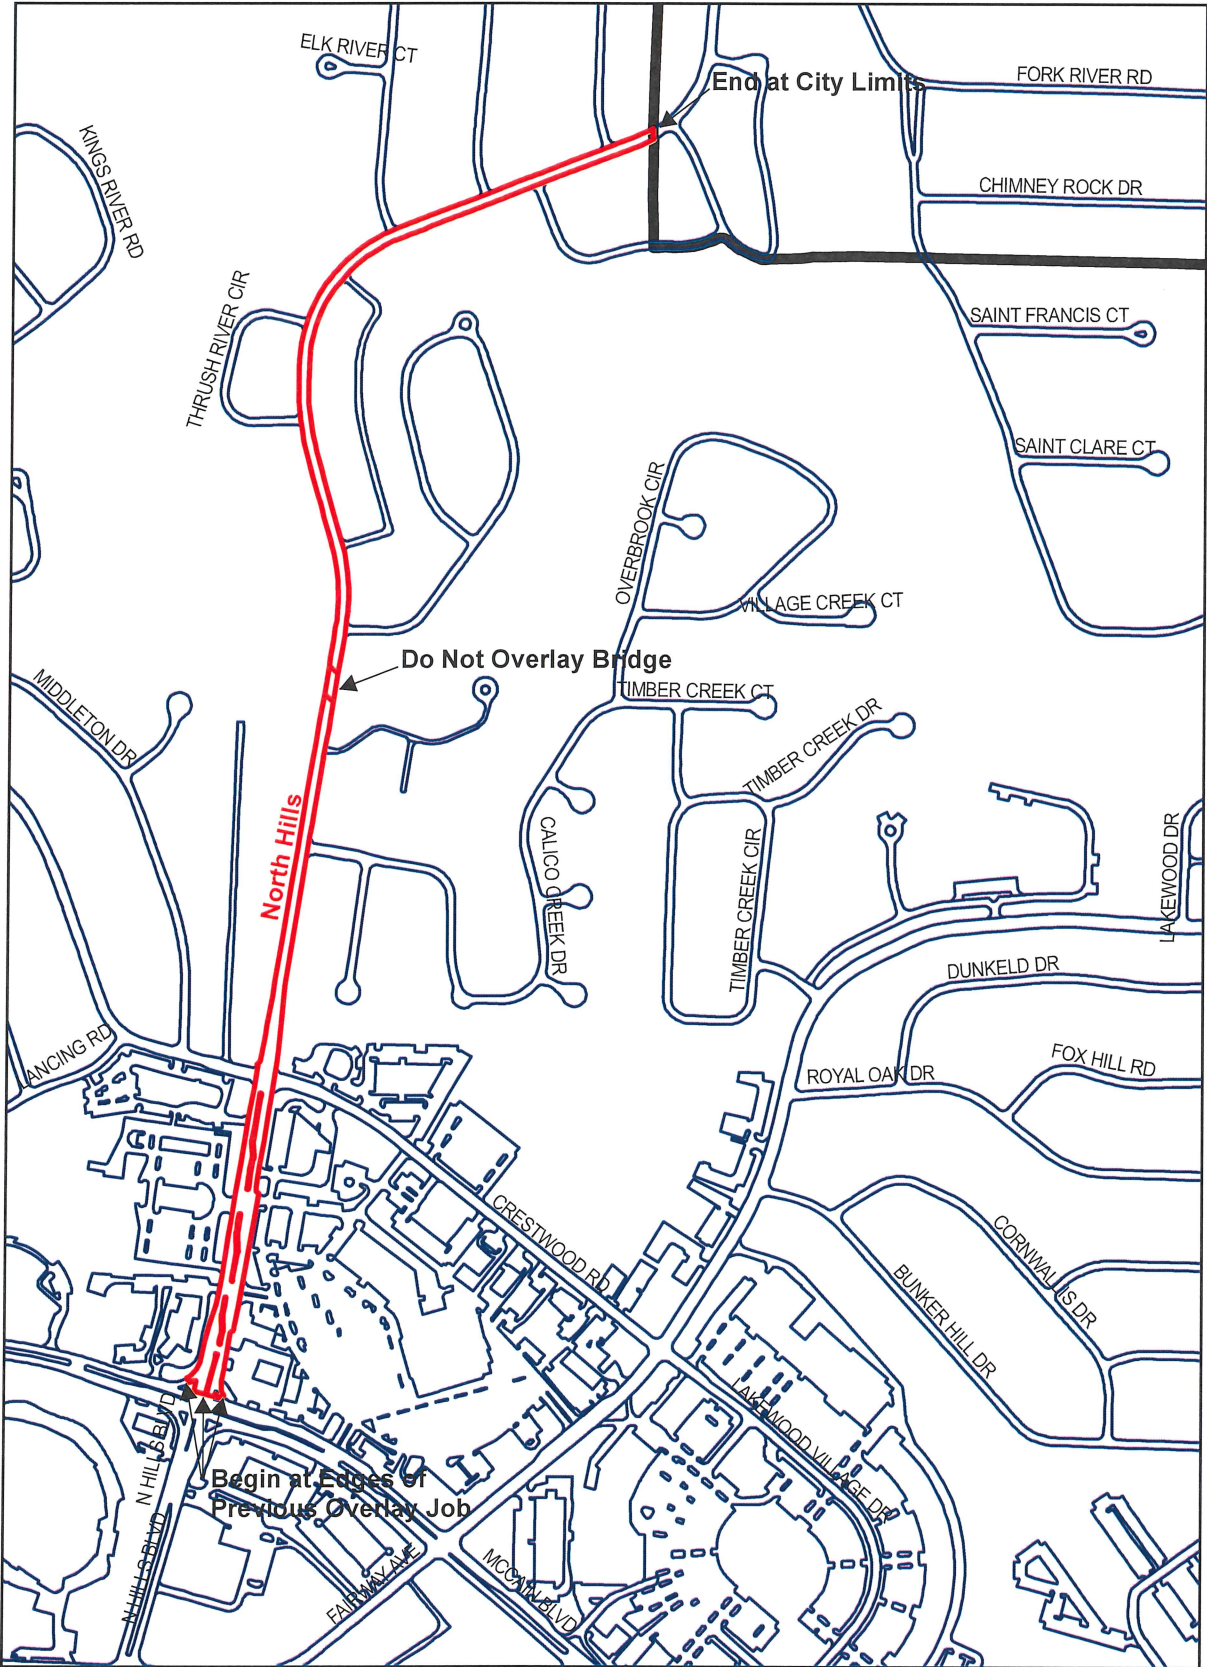 ELK RIVER CT
End at City Limits
FORK RIVER RD
KINGS RIVER RD
CHIMNEY ROCK DR
THRUSH RIVER CIR
SAINT FRANCIS CT
SAINT CLARE CT
OVERBROOK CIR
VILLAGE CREEK CT
Do Not Overlay Bridge
TIMBER CREEK CT
MIDDLETON DR
TIMBER CREEK DR
North Hills
CALICO CREEK DR
TIMBER CREEK CIR
LAKEWOOD DR
DUNKELD DR
LANCING RD
ROYAL OAK DR
FOX HILL RD
CRESTWOOD RD
CORNWALLIS DR
BUNKER HILL DR
LAKEWOOD VILLAGE DR
N HILLS BLVD
Begin at Edges of
Previous Overlay Job
N HILLS BLVD
FAIRWAY AVE
MCCAIN BLVD